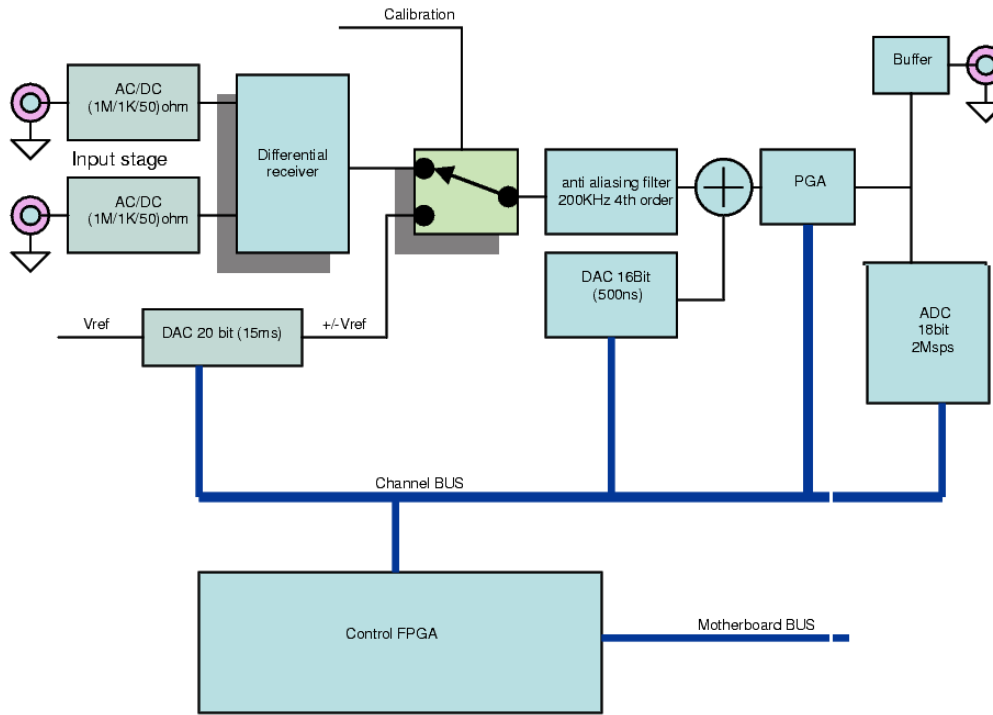 Calibration
Buffer
AC/DC
(1M/1K/50)ohm
Input stage
Differential
receiver
anti aliasing filter
200KHz 4th order
PGA
AC/DC
(1M/1K/50)ohm
DAC 16Bit
(500ns)
Vref
DAC 20 bit (15ms)
+/-Vref
ADC
18bit
2Msps
Channel BUS
Control FPGA
Motherboard BUS